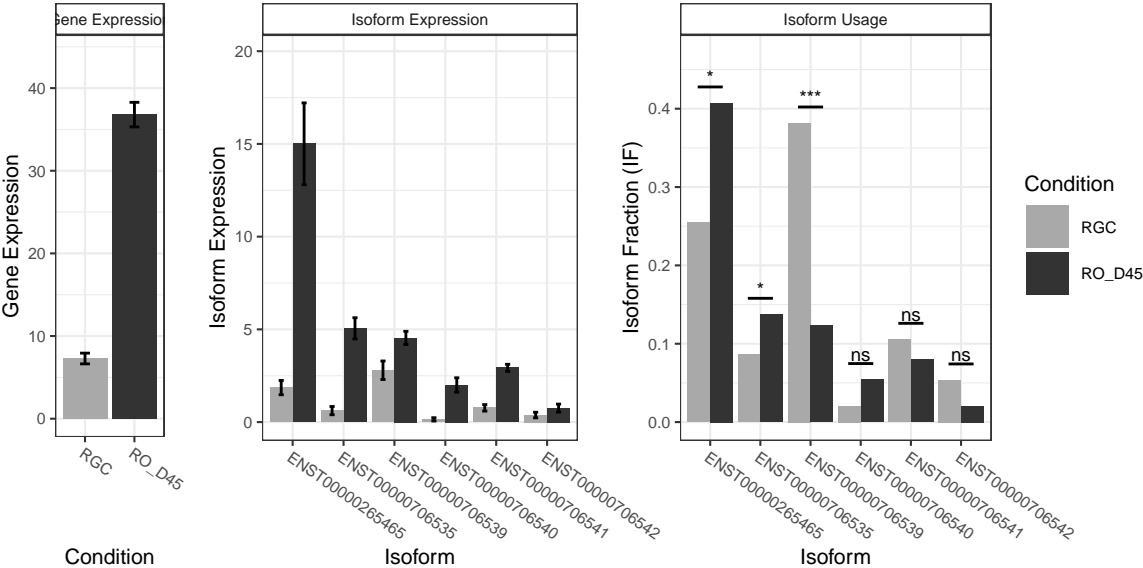 Gene Expression
Isoform Expression
Isoform Usage
Gene Expression
40
30
20
10
0
RGC
RO_D45
Condition
Isoform Expression
20
15
10
5
0
ENST00000265465
ENST00000706535
ENST00000706539
ENST00000706540
ENST00000706541
ENST00000706542
Isoform
Isoform Fraction (IF)
0.4
0.3
0.2
0.1
0.0
*
*
***
ns
ns
ns
ENST00000265465
ENST00000706535
ENST00000706539
ENST00000706540
ENST00000706541
ENST00000706542
Isoform
Condition
RGC
RO_D45